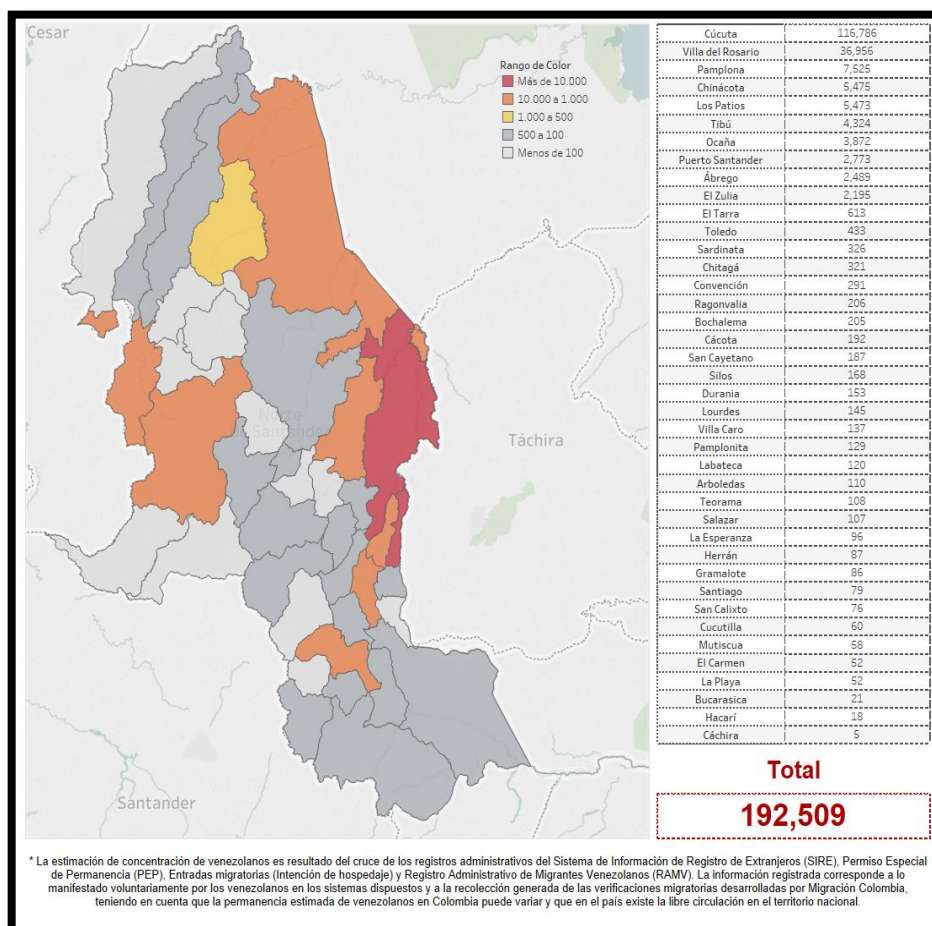 Cesar
Rango de Color
Más de 10.000
10.000 a 1.000
1.000 a 500
500 a 100
Menos de 100
Norte
de Santander
Táchira
Santander
Cúcuta 116,786
Villa del Rosario 36,956
Pamplona 7,525
Chinácota 5,475
Los Patios 5,473
Tibú 4,324
Ocaña 3,872
Puerto Santander 2,773
Ábrego 2,489
El Zulia 2,195
El Tarra 613
Toledo 433
Sardinata 326
Chitagá 321
Convención 291
Ragonvalia 206
Bochalema 205
Cácota 192
San Cayetano 187
Silos 168
Durania 153
Lourdes 145
Villa Caro 137
Pamplonita 129
Labateca 120
Arboledas 110
Teorama 108
Salazar 107
La Esperanza 96
Herrán 87
Gramalote 86
Santiago 79
San Calixto 76
Cucutilla 60
Mutiscua 58
El Carmen 52
La Playa 52
Bucarasica 21
Hacarí 18
Cáchira 5
Total
192,509
* La estimación de concentración de venezolanos es resultado del cruce de los registros administrativos del Sistema de Información de Registro de Extranjeros (SIRE), Permiso Especial
de Permanencia (PEP), Entradas migratorias (Intención de hospedaje) y Registro Administrativo de Migrantes Venezolanos (RAMV). La información registrada corresponde a lo
manifestado voluntariamente por los venezolanos en los sistemas dispuestos y a la recolección generada de las verificaciones migratorias desarrolladas por Migración Colombia,
teniendo en cuenta que la permanencia estimada de venezolanos en Colombia puede variar y que en el país existe la libre circulación en el territorio nacional.